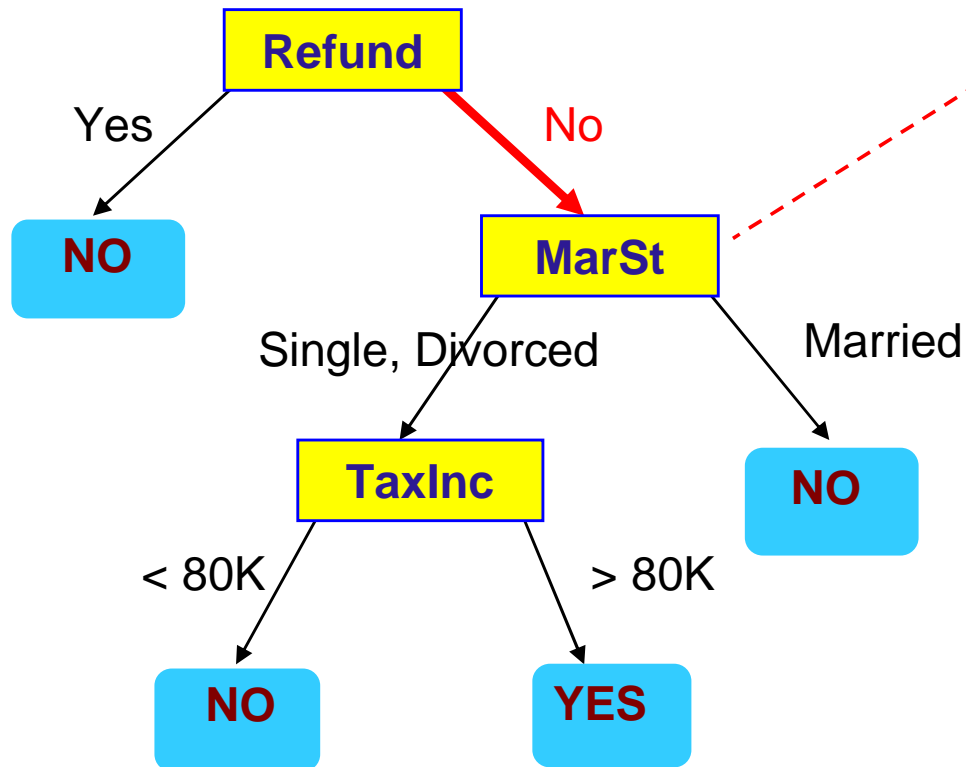 Refund
Yes
No
NO
MarSt
Single, Divorced
Married
TaxInc
NO
< 80K
> 80K
NO
YES